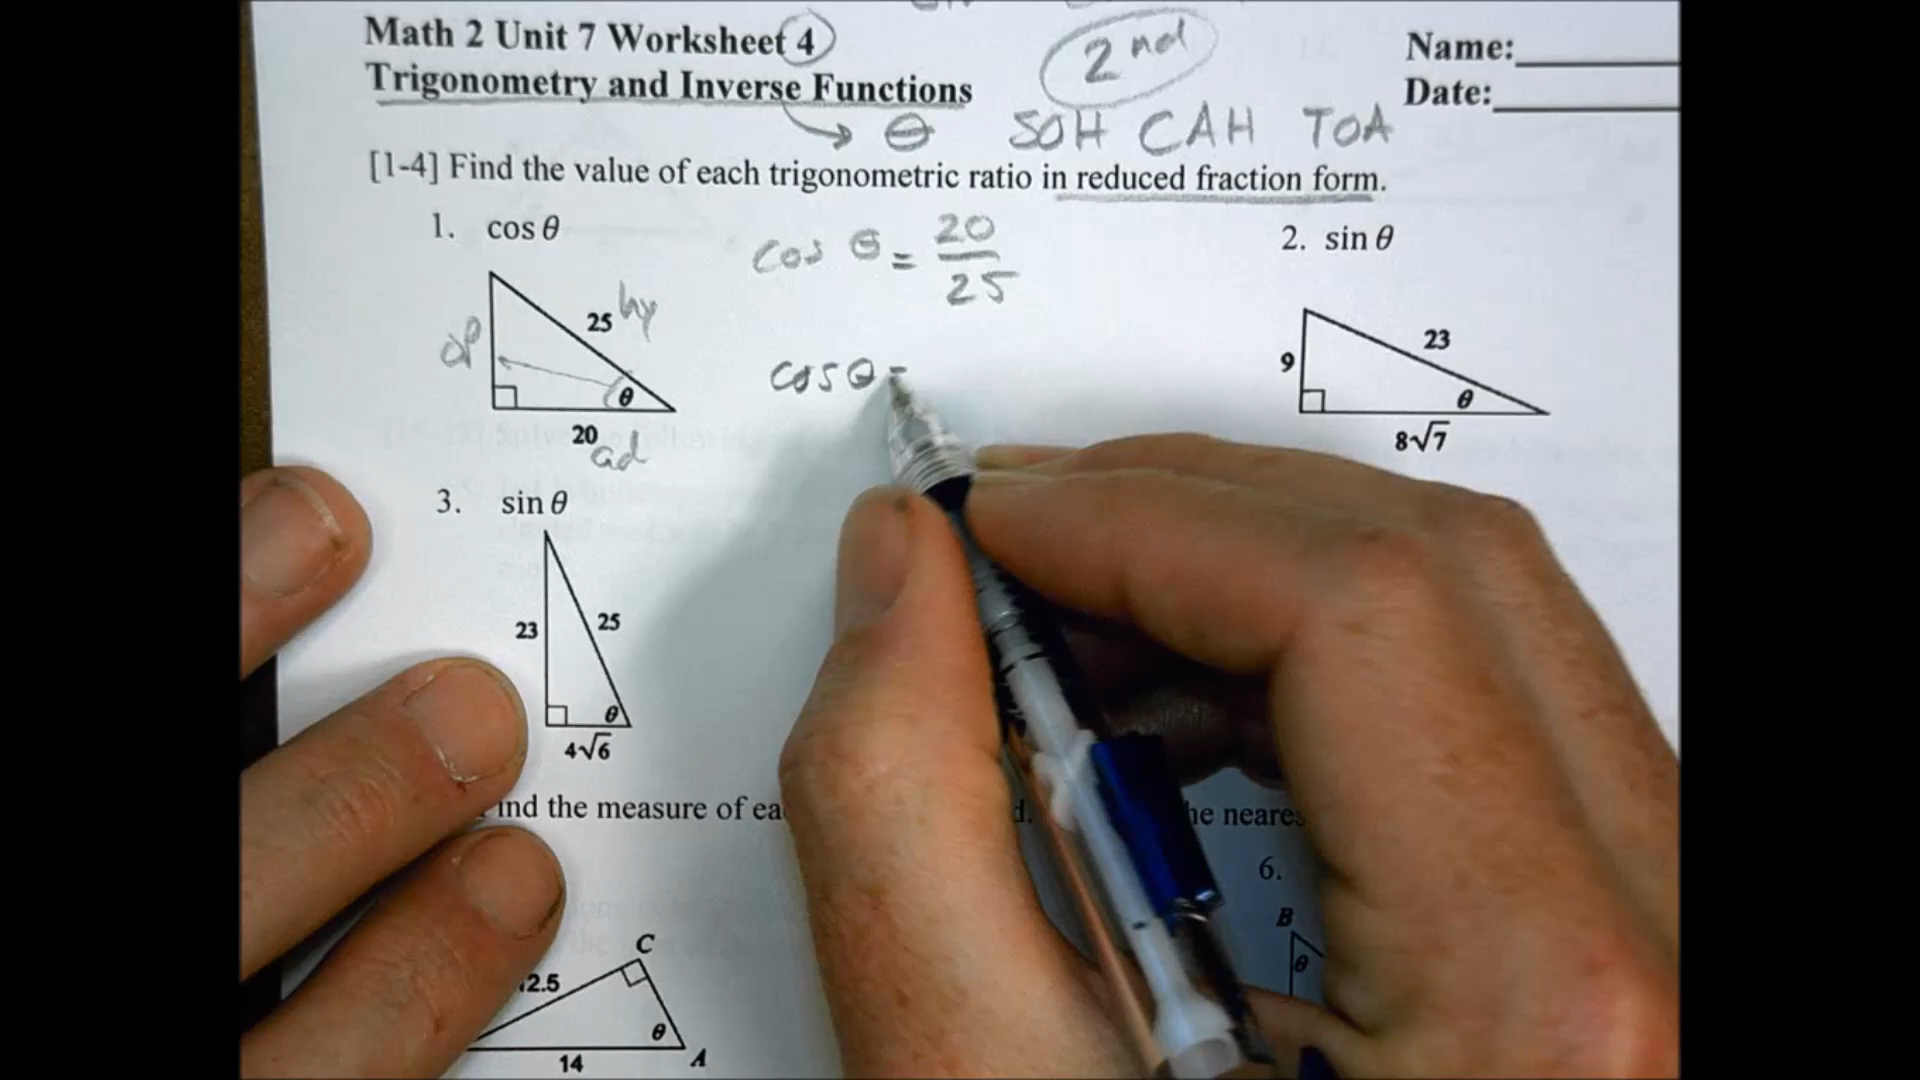 Math 2 Unit 7 Worksheet 4
2nd
Name:
Trigonometry and Inverse Functions
Date:
θ SOH CAH TOA
[1-4] Find the value of each trigonometric ratio in reduced fraction form.
1. cos θ
cos θ = 20/25
2. sin θ
25 hy
op
θ
20
ad
cos θ =
23
9
θ
8√7
3. sin θ
23
25
θ
4√6
ind the measure of ea
d.
he neares
6.
B
θ
C
2.5
θ
14
A